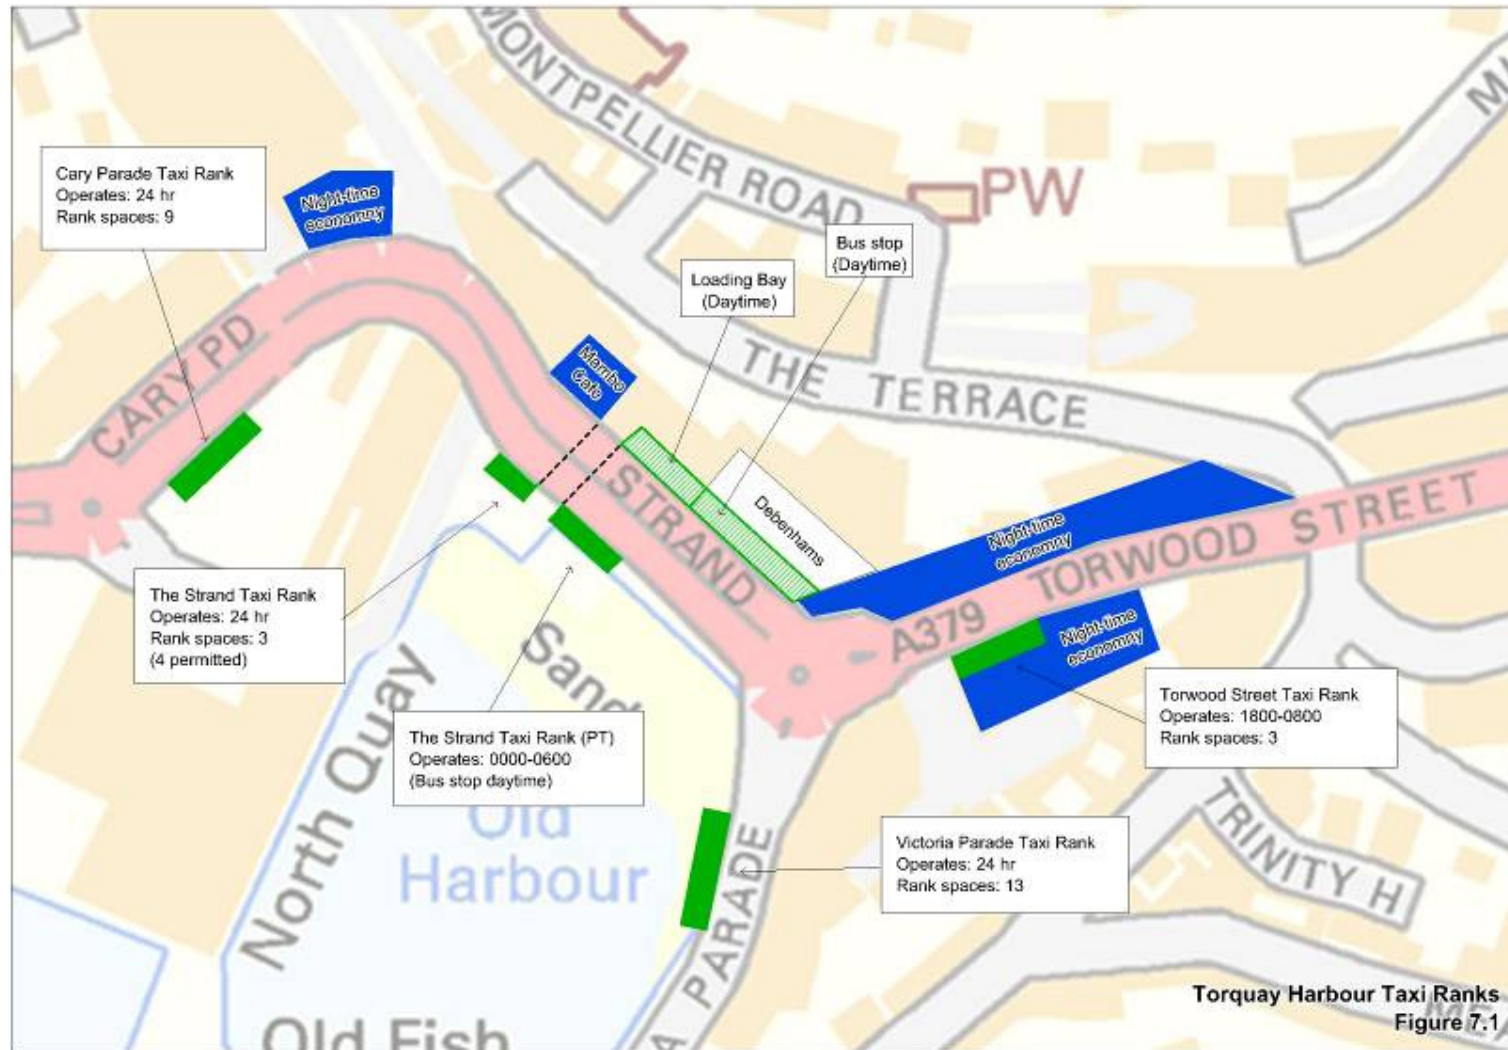 MONTPELLIER ROAD
PW
Cary Parade Taxi Rank
Operates: 24 hr
Rank spaces: 9
Night-time
economny
Bus stop
(Daytime)
Loading Bay
(Daytime)
CARY PD
THE TERRACE
Mambo
Cafe
STRAND
Debenhams
Night-time
economny
A379 TORWOOD STREET
Night-time
economny
The Strand Taxi Rank
Operates: 24 hr
Rank spaces: 3
(4 permitted)
Sand
North Quay
The Strand Taxi Rank (PT)
Operates: 0000-0600
(Bus stop daytime)
Torwood Street Taxi Rank
Operates: 1800-0800
Rank spaces: 3
Old
Harbour
Victoria Parade Taxi Rank
Operates: 24 hr
Rank spaces: 13
TRINITY H
A PARADE
Old Fish
Torquay Harbour Taxi Ranks
Figure 7.1